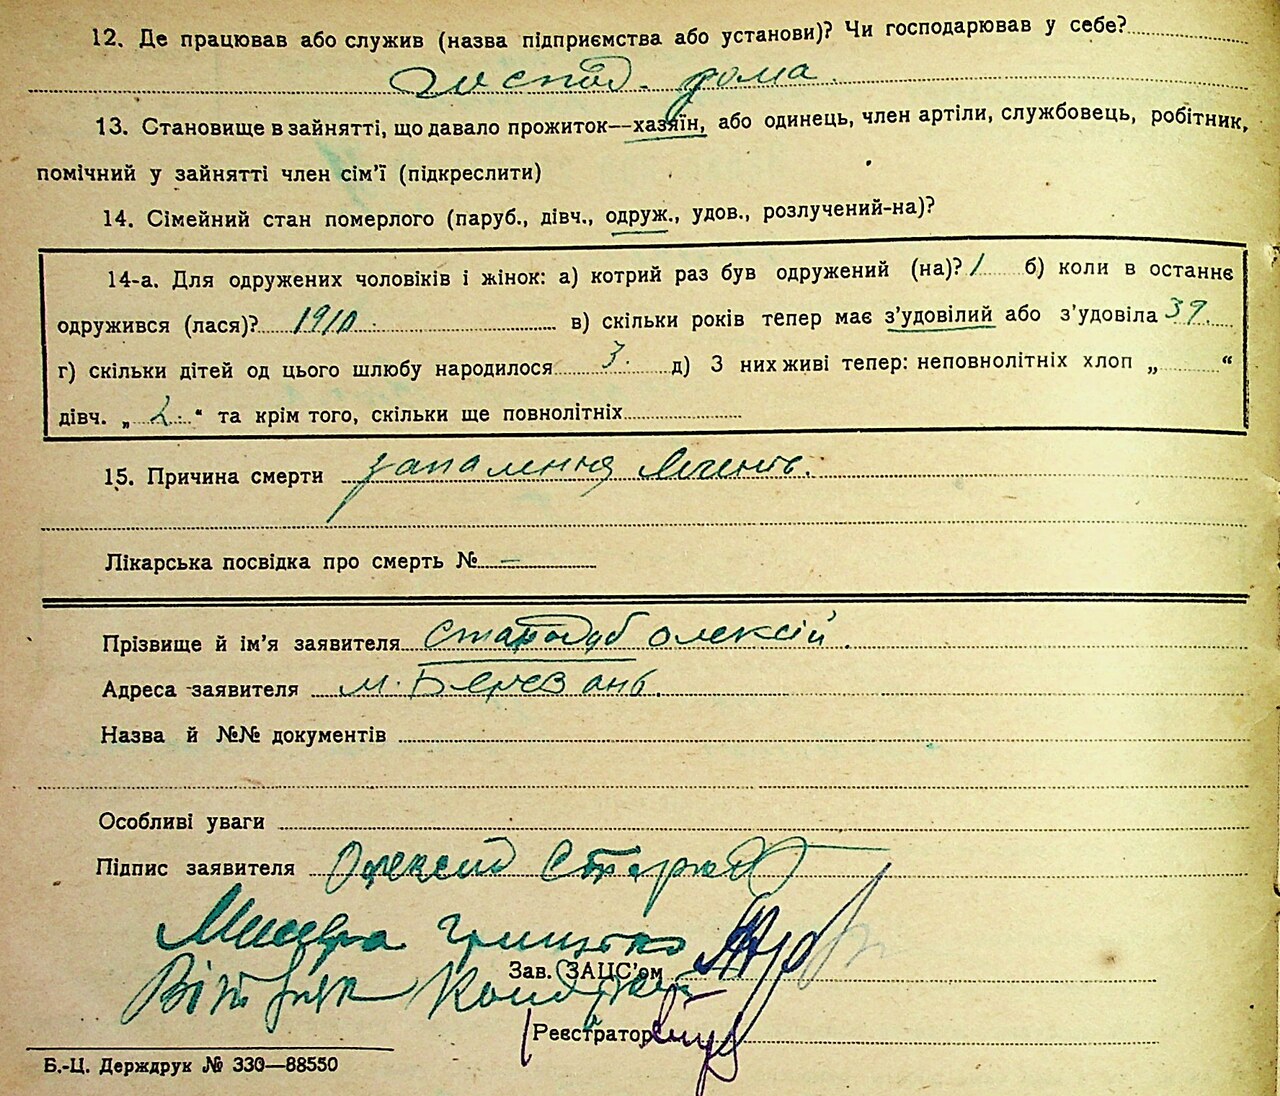 12. Де працював або служив (назва підприємства або установи)? Чи господарював у себе?
господ. дома.
13. Становище в зайнятті, що давало прожиток—хазяїн, або одинець, член артіли, службовець, робітник,
помічний у зайнятті член сім'ї (підкреслити)
14. Сімейний стан померлого (паруб., дівч., одруж., удов., розлучений-на)?
14-а. Для одружених чоловіків і жінок: а) котрий раз був одружений (на)? 1 б) коли в останнє
одружився (лася)? 1910. в) скільки років тепер має з'удовілий або з'удовіла 39.
г) скільки дітей од цього шлюбу народилося 3. д) З них живі тепер: неповнолітніх хлоп „ “
дівч. „ 2. “ та крім того, скільки ще повнолітніх
15. Причина смерти запалення легенів.
Лікарська посвідка про смерть № —
Прізвище й ім'я заявителя Стародуб Олексій.
Адреса заявителя м. Березань.
Назва й №№ документів
Особливі уваги
Підпис заявителя Олексій Старод
Грицько
Зав. ЗАЦС'ом
Реєстратор
Б.-Ц. Держдрук № 330—88550